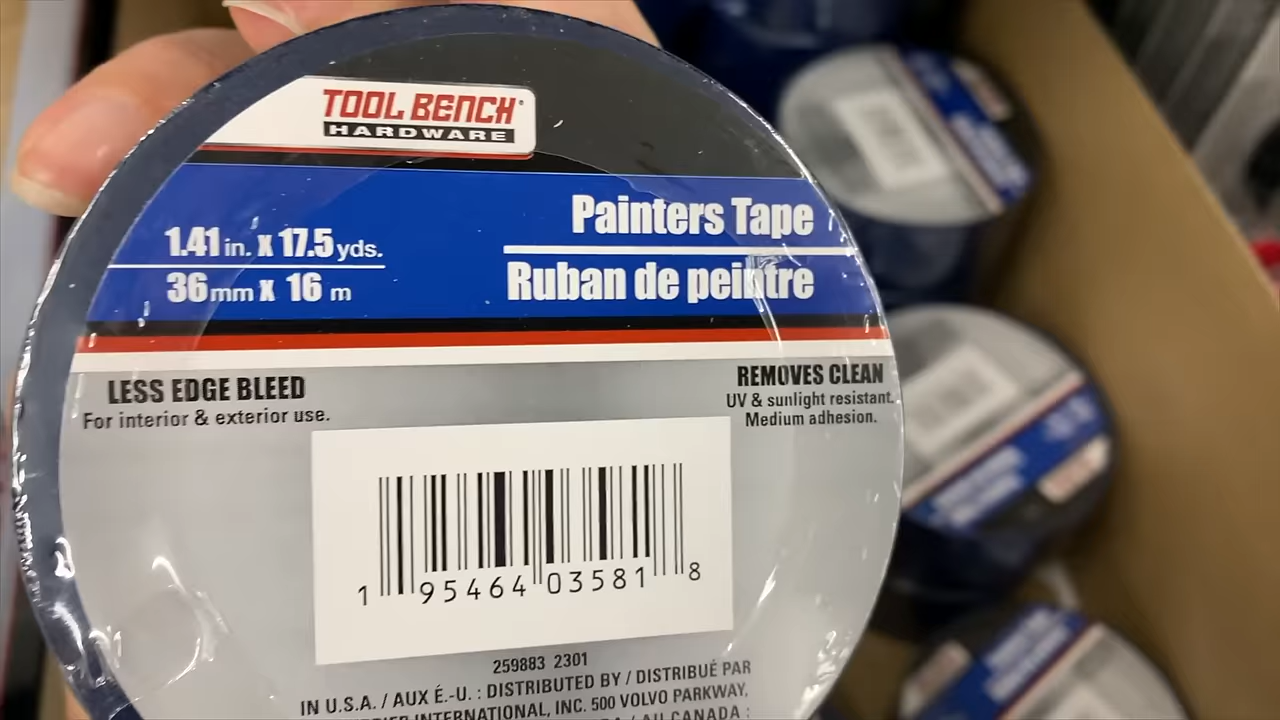 TOOL BENCH®
HARDWARE
Painters Tape
Ruban de peintre
1.41 in. x 17.5 yds.
36 mm x 16 m
LESS EDGE BLEED
For interior & exterior use.
REMOVES CLEAN
UV & sunlight resistant.
Medium adhesion.
1 95464 03581 8
259883 2301
IN U.S.A. / AUX É.-U. : DISTRIBUTED BY / DISTRIBUÉ PAR
INTERNATIONAL, INC. 500 VOLVO PARKWAY,
/ AU CANADA :